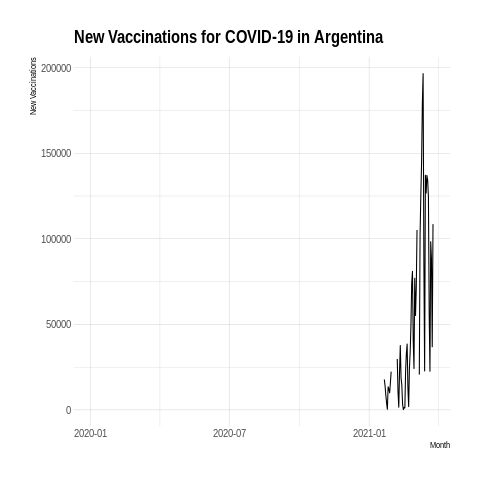 New Vaccinations for COVID-19 in Argentina
New Vaccinations
200000
150000
100000
50000
0
2020-01 2020-07 2021-01
Month